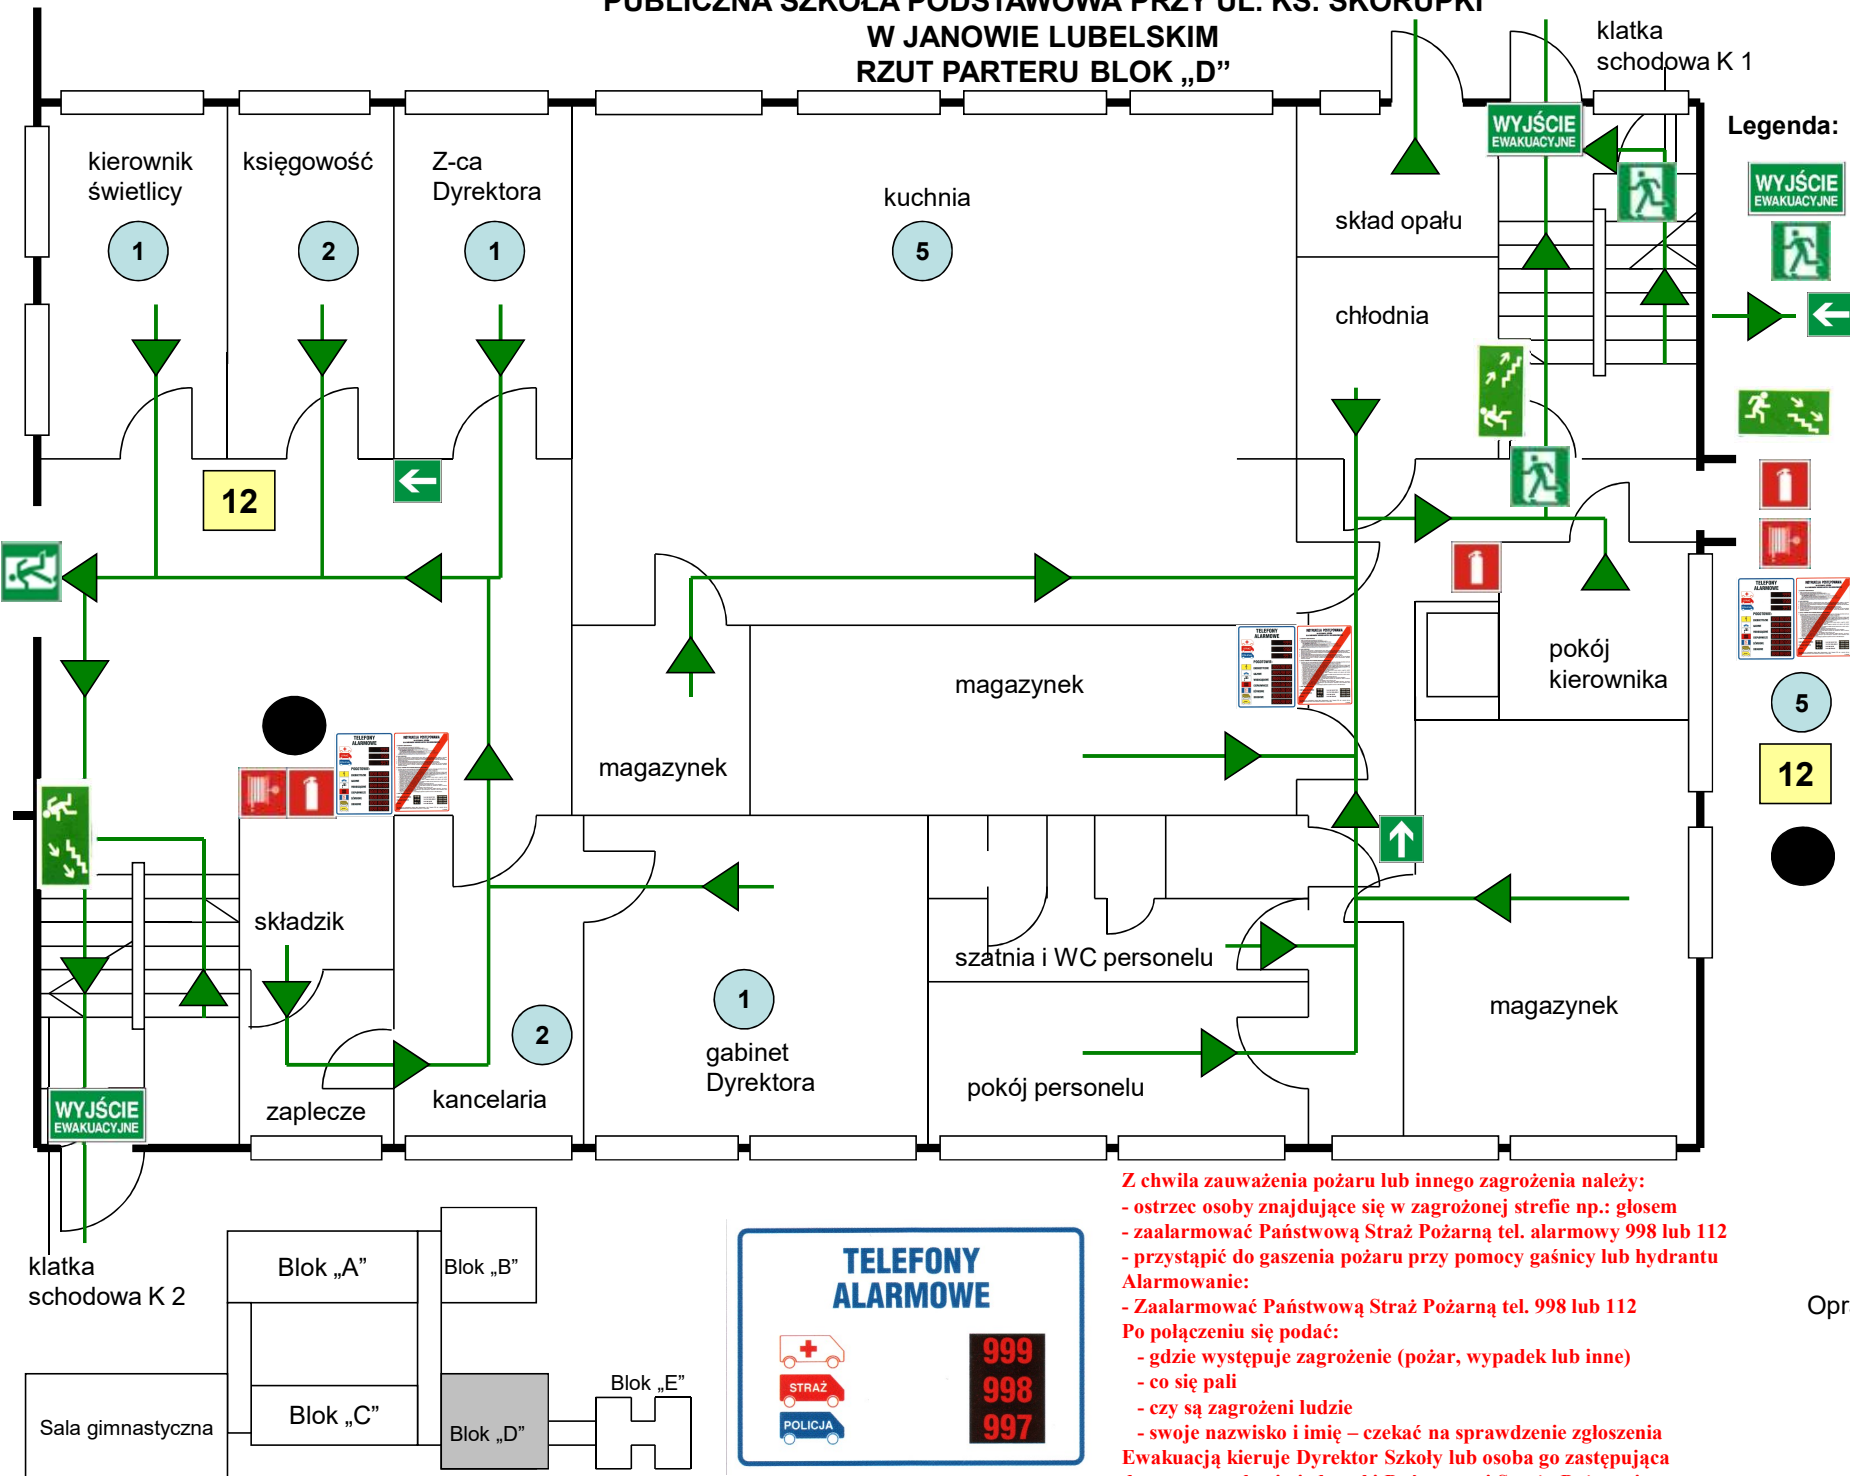 PUBLICZNA SZKOŁA PODSTAWOWA PRZY UL. KS. SKORUPKI
W JANOWIE LUBELSKIM
RZUT PARTERU BLOK „D”
klatka
schodowa K 1
Legenda:
WYJŚCIE
EWAKUACYJNE
WYJŚCIE
EWAKUACYJNE
kierownik
świetlicy
1
księgowość
2
Z-ca
Dyrektora
1
kuchnia
5
skład opału
chłodnia
12
magazynek
magazynek
TELEFONY
ALARMOWE
TELEFONY
ALARMOWE
TELEFONY
ALARMOWE
pokój
kierownika
5
12
składzik
zaplecze
kancelaria
2
1
gabinet
Dyrektora
szatnia i WC personelu
pokój personelu
magazynek
WYJŚCIE
EWAKUACYJNE
klatka
schodowa K 2
Blok „A”
Blok „B”
Blok „C”
Blok „D”
Blok „E”
Sala gimnastyczna
TELEFONY
ALARMOWE
999
STRAŻ 998
POLICJA 997
Z chwila zauważenia pożaru lub innego zagrożenia należy:
- ostrzec osoby znajdujące się w zagrożonej strefie np.: głosem
- zaalarmować Państwową Straż Pożarną tel. alarmowy 998 lub 112
- przystąpić do gaszenia pożaru przy pomocy gaśnicy lub hydrantu
Alarmowanie:
- Zaalarmować Państwową Straż Pożarną tel. 998 lub 112
Po połączeniu się podać:
- gdzie występuje zagrożenie (pożar, wypadek lub inne)
- co się pali
- czy są zagrożeni ludzie
- swoje nazwisko i imię – czekać na sprawdzenie zgłoszenia
Ewakuacją kieruje Dyrektor Szkoły lub osoba go zastępująca
Opr